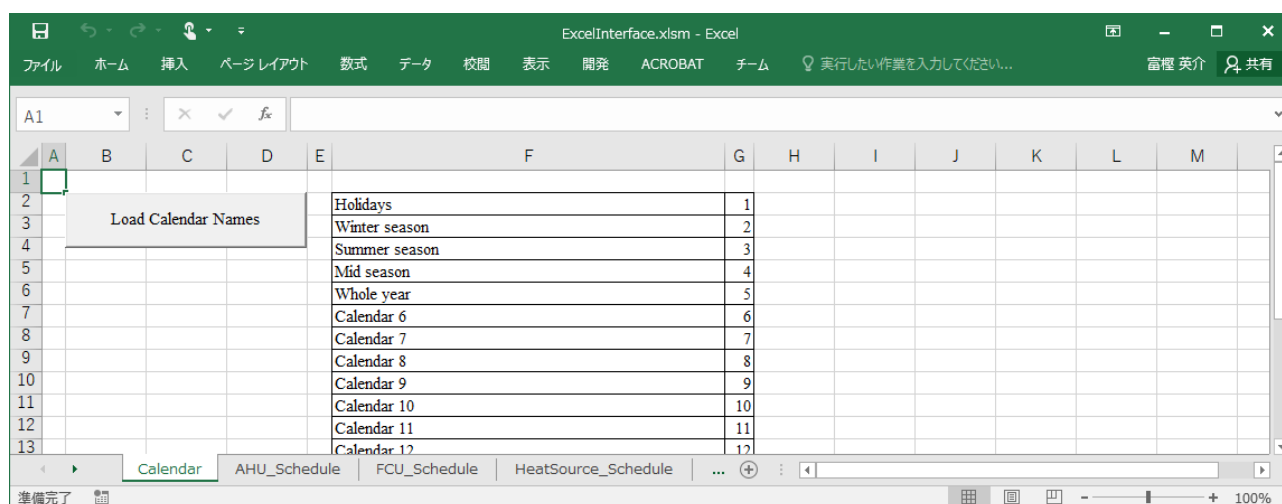 ExcelInterface.xlsm - Excel
ファイル ホーム 挿入 ページ レイアウト 数式 データ 校閲 表示 開発 ACROBAT チーム 実行したい作業を入力してください... 富樫 英介 共有
A1 fx
A B C D E F G H I J K L M
1
2 Holidays 1
3 Winter season 2
Load Calendar Names
4 Summer season 3
5 Mid season 4
6 Whole year 5
7 Calendar 6 6
8 Calendar 7 7
9 Calendar 8 8
10 Calendar 9 9
11 Calendar 10 10
12 Calendar 11 11
13 Calendar 12 12
Calendar AHU_Schedule FCU_Schedule HeatSource_Schedule ...
準備完了 100%